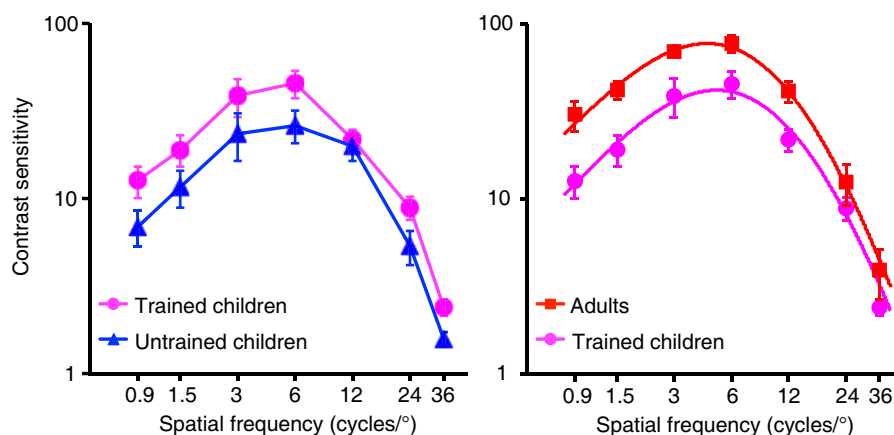 Contrast sensitivity
100
10
1
Trained children
Untrained children
0.9 1.5 3 6 12 24 36
Spatial frequency (cycles/°)
100
10
1
Adults
Trained children
0.9 1.5 3 6 12 24 36
Spatial frequency (cycles/°)